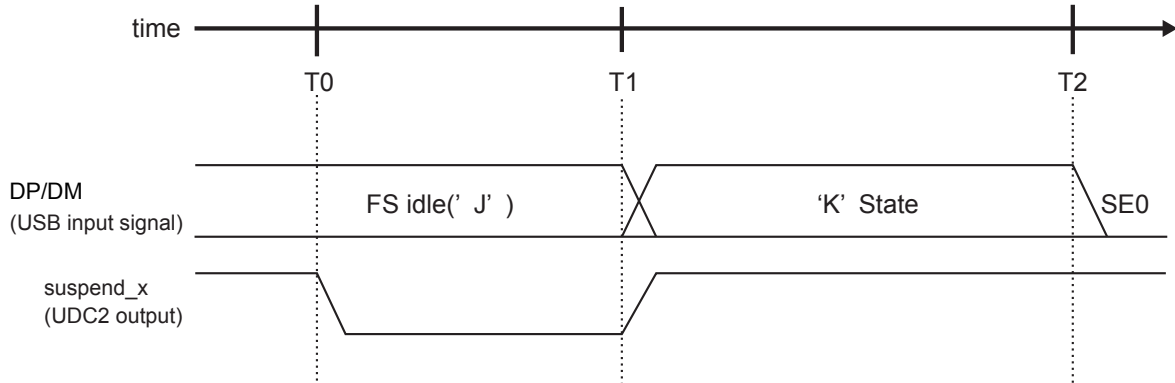 time
T0 T1 T2
DP/DM
(USB input signal)
FS idle(’ J’ ) ‘K’ State SE0
suspend_x
(UDC2 output)